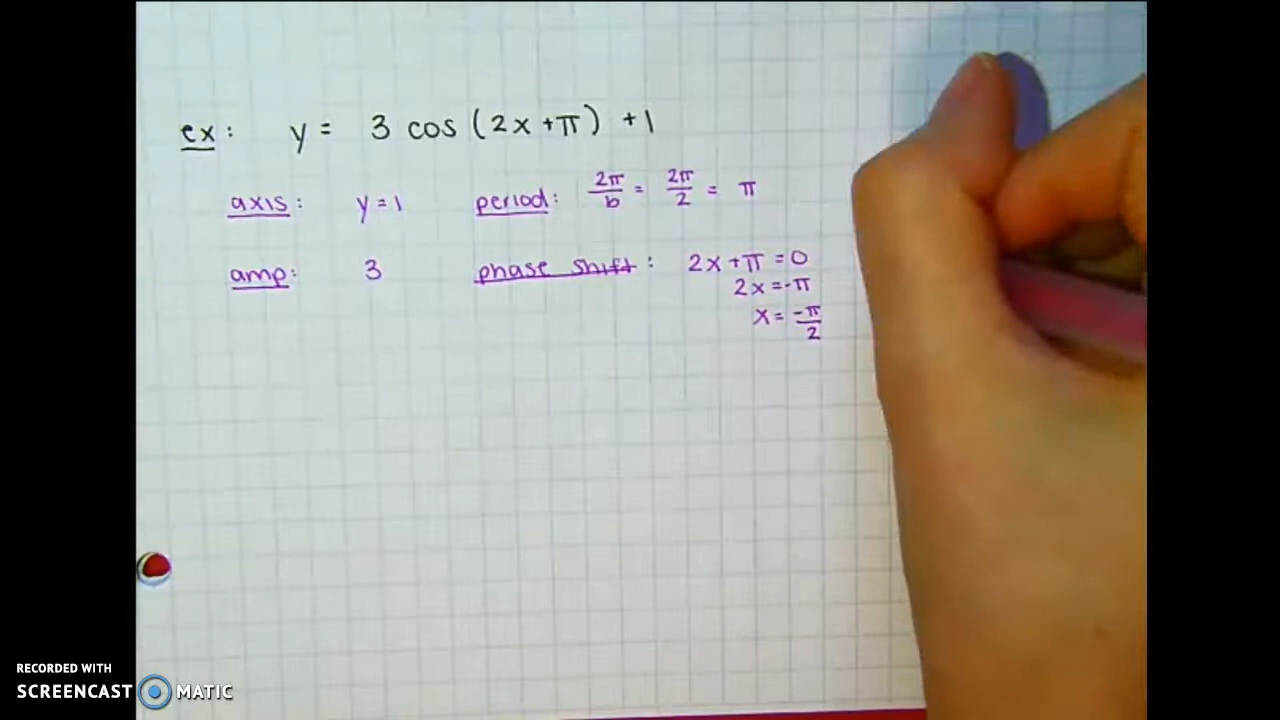 ex: y = 3 cos (2x + π) + 1
axis: y = 1 period: 2π/b = 2π/2 = π
amp: 3 phase shift: 2x + π = 0
2x = -π
x = -π/2
RECORDED WITH
SCREENCAST MATIC